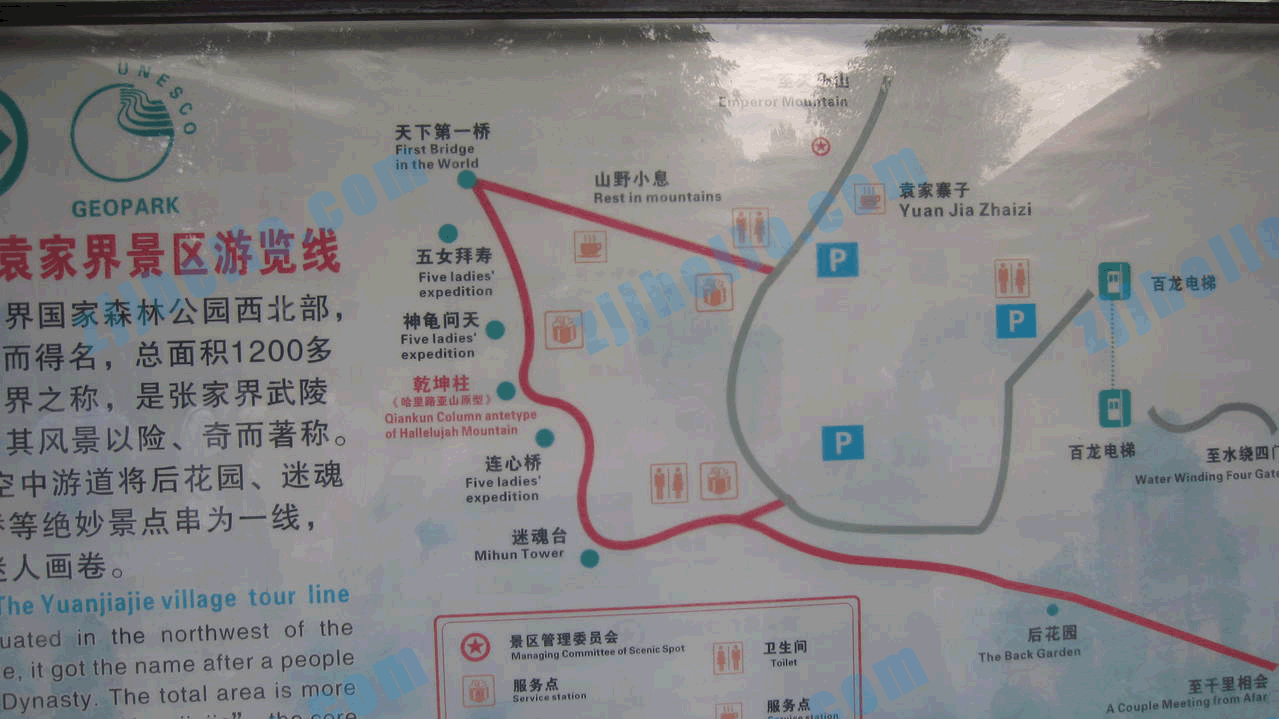 UNESCO
GEOPARK
袁家界景区游览线
界国家森林公园西北部，
而得名，总面积1200多
界之称，是张家界武陵
其风景以险、奇而著称。
空中游道将后花园、迷魂
等绝妙景点串为一线，
迷人画卷。
The Yuanjiajie village tour line
uated in the northwest of the
e, it got the name after a people
Dynasty. The total area is more
天下第一桥
First Bridge
in the World
五女拜寿
Five ladies'
expedition
神龟问天
Five ladies'
expedition
乾坤柱
《哈里路亚山原型》
Qiankun Column antetype
of Hallelujah Mountain
连心桥
Five ladies'
expedition
迷魂台
Mihun Tower
山野小息
Rest in mountains
Emperor Mountain
袁家寨子
Yuan Jia Zhaizi
P
P
P
百龙电梯
百龙电梯
至水绕四门
Water Winding Four Gate
后花园
The Back Garden
至千里相会
A Couple Meeting from Afar
景区管理委员会
Managing Committee of Scenic Spot
服务点
Service station
卫生间
Toilet
服务点
Service station